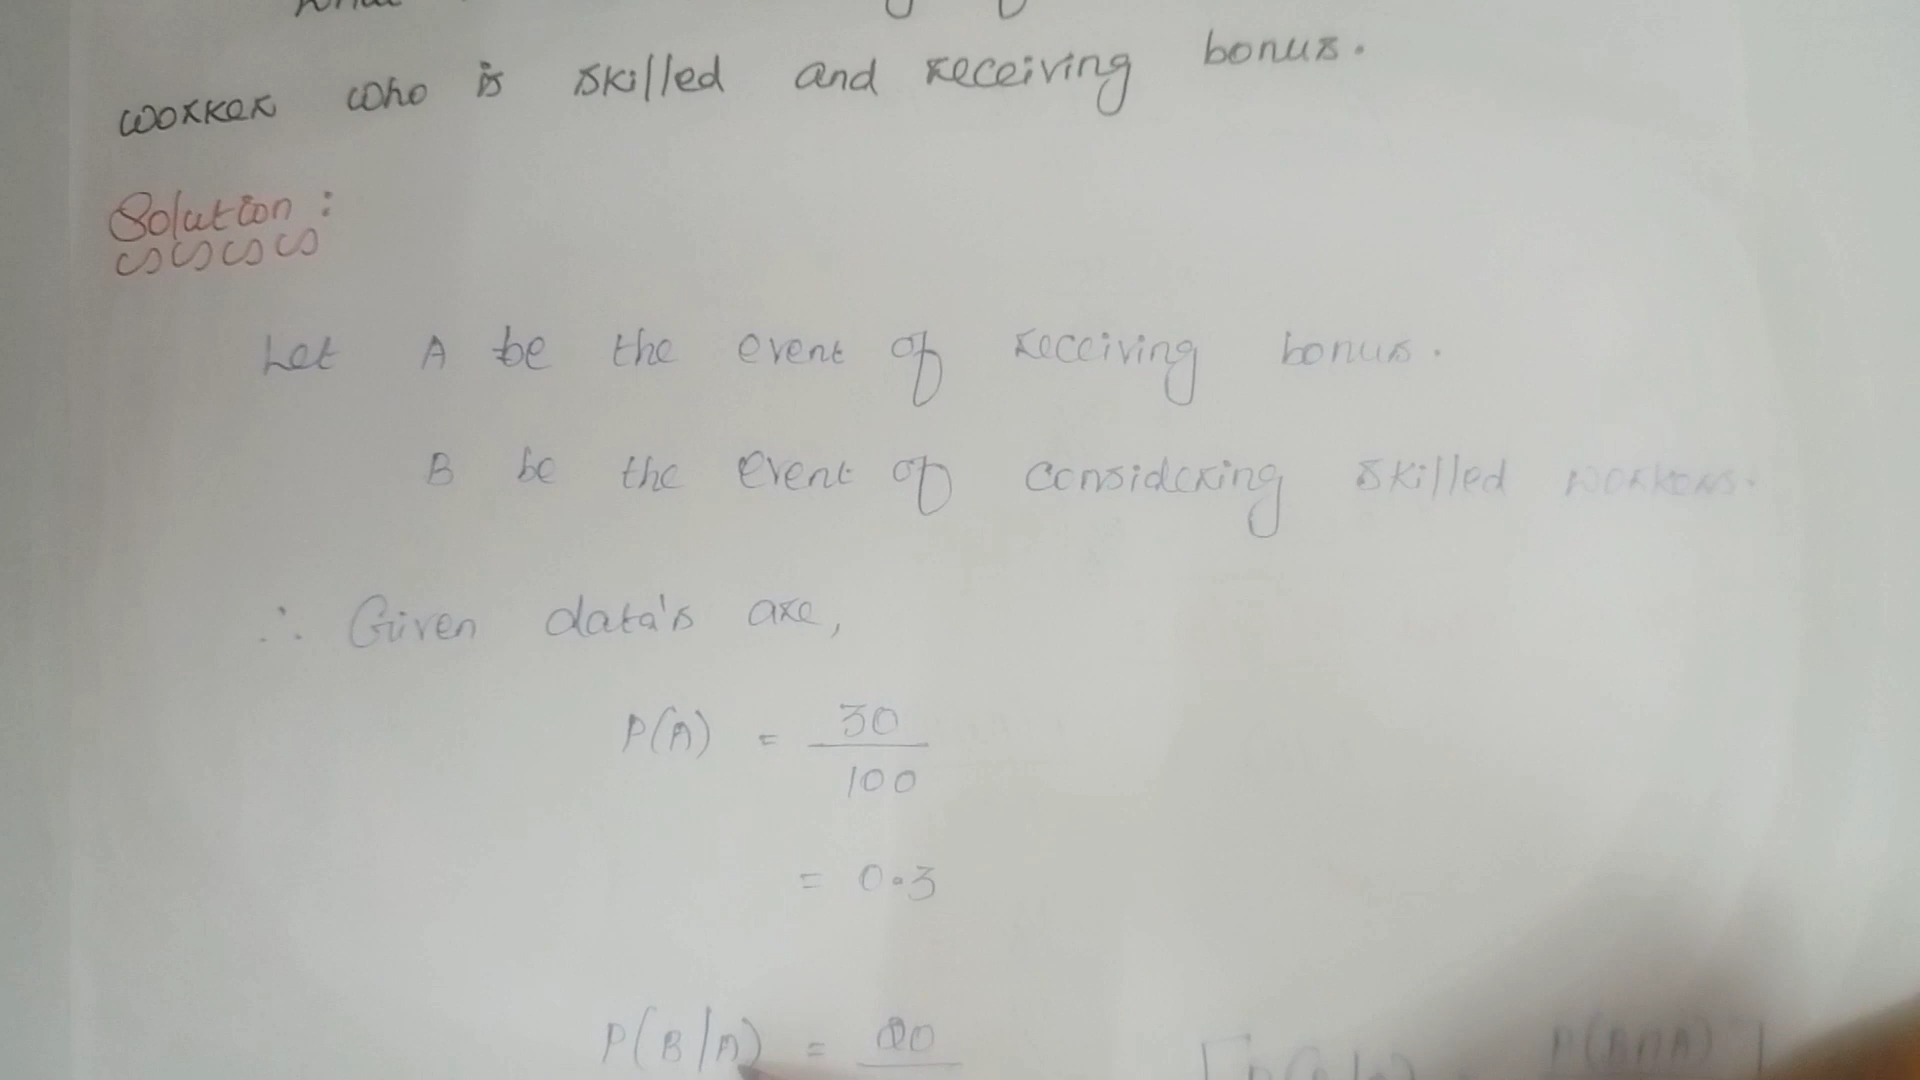 worker who is skilled and receiving bonus.
Solution :
Let A be the event of receiving bonus.
B be the event of considering skilled workers.
∴ Given data's are,
P(A) = 30
100
= 0.3
P(B/A) =
P(B∩A)